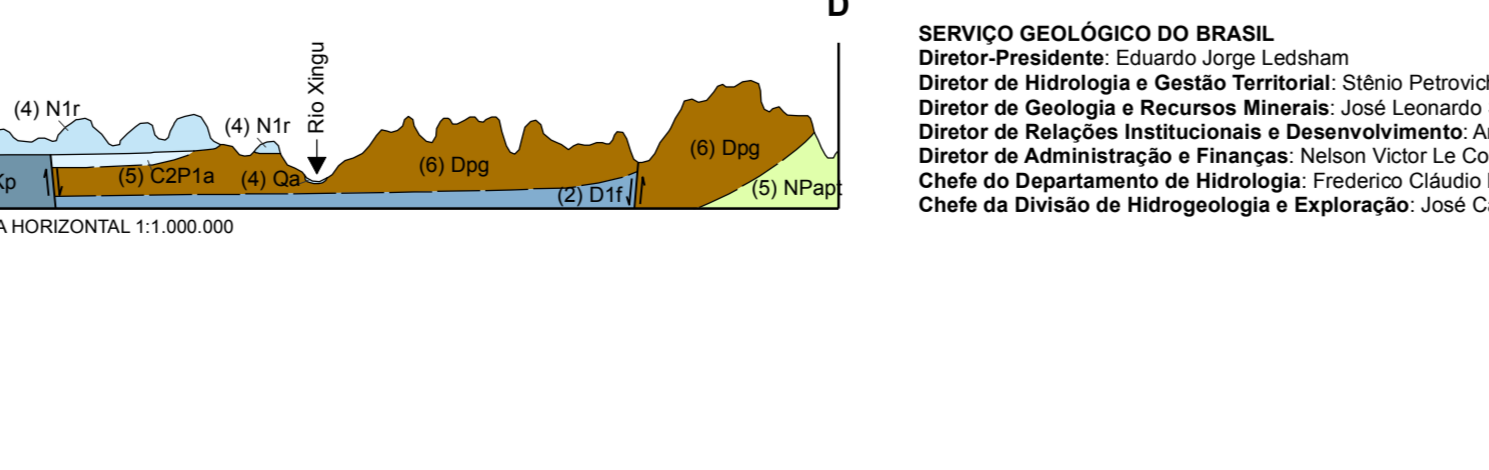 D
(4) N1r
(4) N1r
Rio Xingu
(6) Dpg
(6) Dpg
(5) C2P1a
(4) Qa
(2) D1f
(5) NPapt
HORIZONTAL 1:1.000.000
SERVIÇO GEOLÓGICO DO BRASIL
Diretor-Presidente: Eduardo Jorge Ledsham
Diretor de Hidrologia e Gestão Territorial: Stênio
Diretor de Geologia e Recursos Minerais: José Leonardo
Diretor de Relações Institucionais e Desenvolvimento:
Diretor de Administração e Finanças: Nelson Victor Le
Chefe do Departamento de Hidrologia: Frederico Cláudio
Chefe da Divisão de Hidrogeologia e Exploração: José